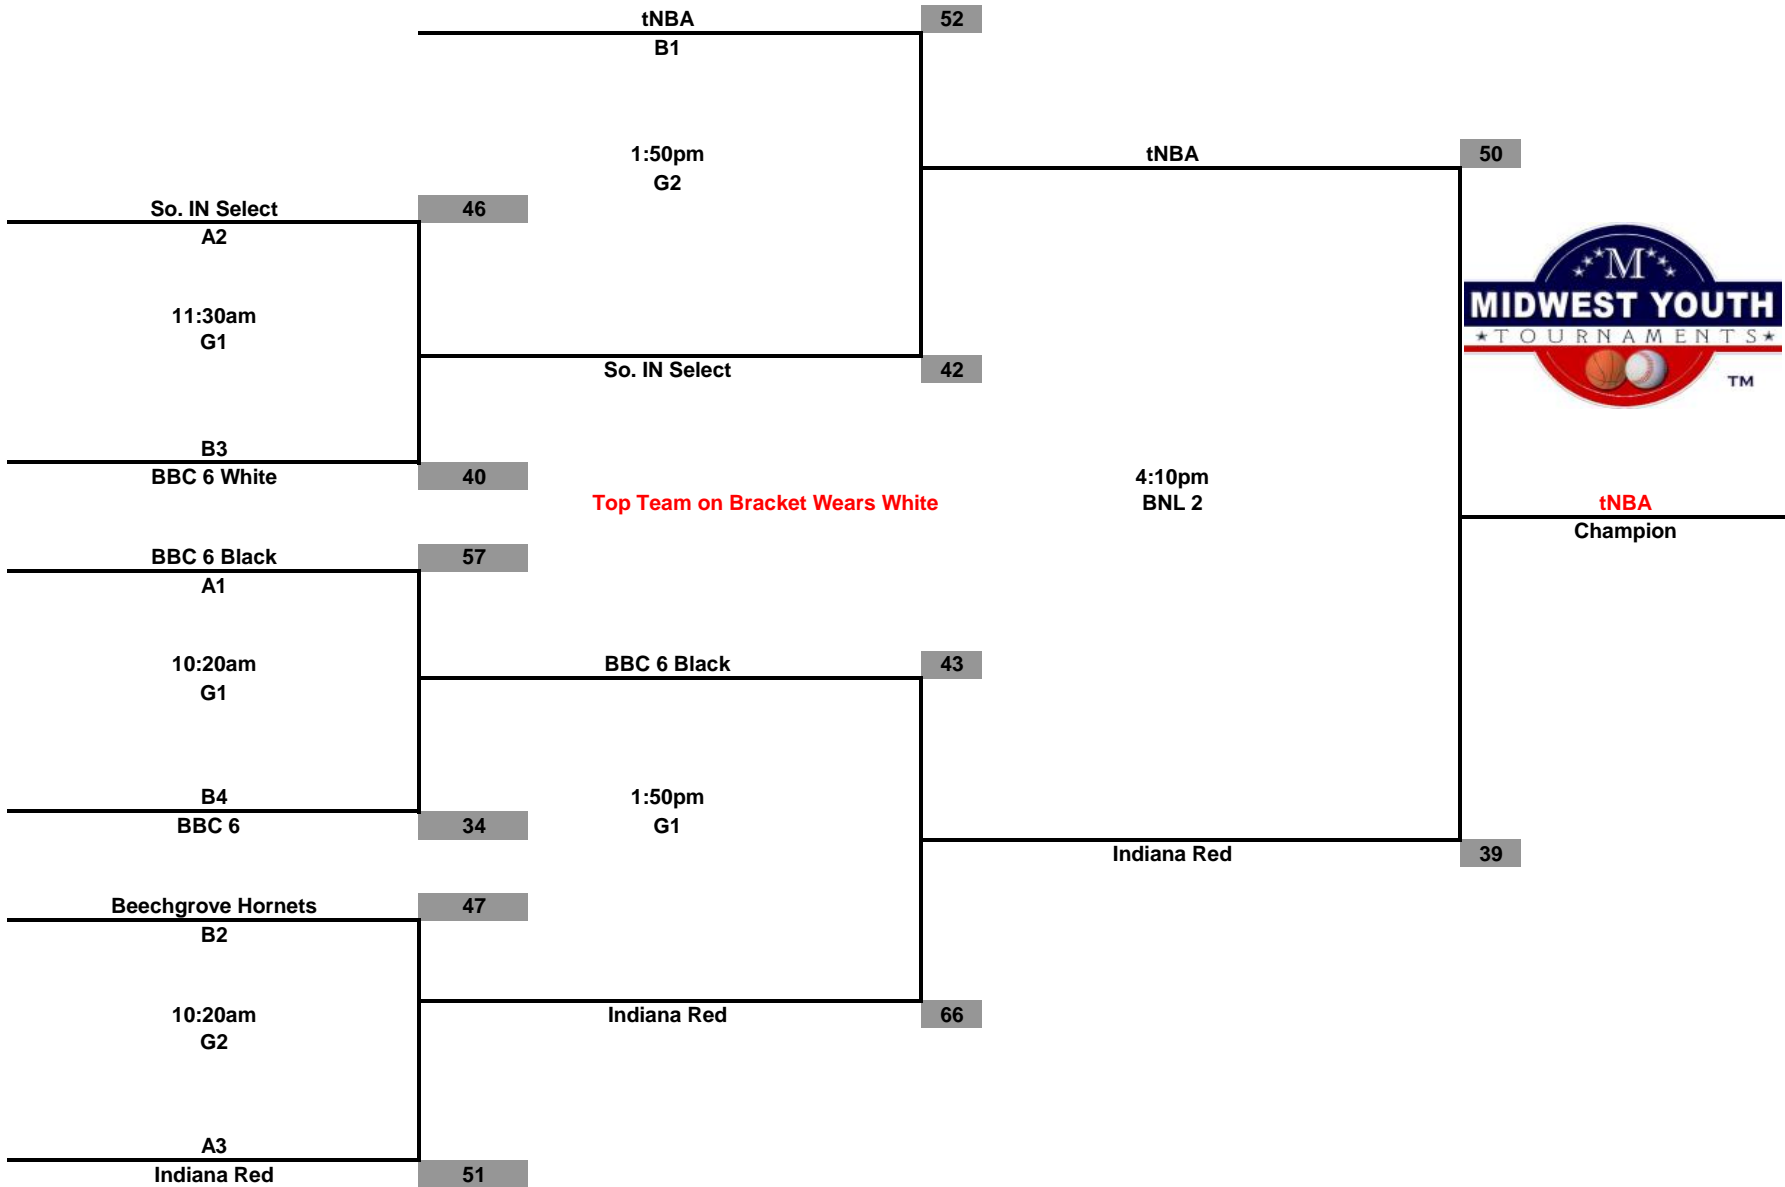 tNBA
52
B1
1:50pm
G2
tNBA
50
So. IN Select
46
A2
M
MIDWEST YOUTH
TOURNAMENTS
TM
11:30am
G1
So. IN Select
42
B3
BBC 6 White
40
Top Team on Bracket Wears White
4:10pm
BNL 2
tNBA
Champion
BBC 6 Black
57
A1
10:20am
G1
BBC 6 Black
43
B4
BBC 6
34
1:50pm
G1
Indiana Red
39
Beechgrove Hornets
47
B2
10:20am
G2
Indiana Red
66
A3
Indiana Red
51